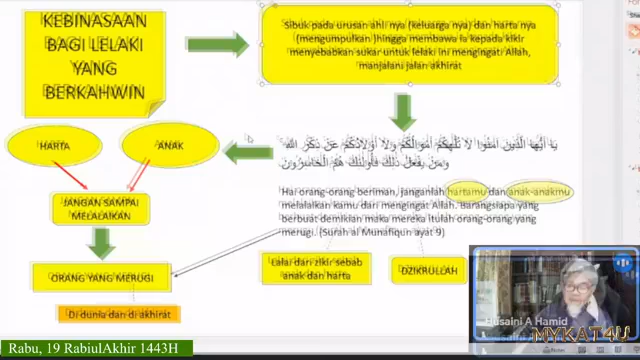 KEBINASAAN
BAGI LELAKI
YANG
BERKAHWIN
Sibuk pada urusan ahli nya (keluarga nya) dan harta nya
(mengumpulkan )hingga membawa ia kepada kikir
menyebabkan sukar untuk lelaki ini mengingat Allah,
manjalani jalan akhirat
HARTA
ANAK
يَا أَيُّهَا الَّذِينَ آمَنُوا لَا تُلْهِكُمْ أَمْوَالُكُمْ وَلَا أَوْلَادُكُمْ عَنْ ذِكْرِ اللَّهِ
وَمَنْ يَفْعَلْ ذَلِكَ فَأُولَئِكَ هُمُ الْخَاسِرُونَ
JANGAN SAMPAI
MELALAIKAN
Hai orang-orang beriman, janganlah hartamu dan anak-anakmu
melalaikan kamu dari mengingat Allah. Barangsiapa yang
berbuat demikian maka mereka itulah orang-orang yang
merugi. (Surah al Munafiqun ayat 9)
ORANG YANG MERUGI
Lalai dari zikir sebab
anak dan harta
DZIKRULLAH
Di dunia dan di akhirat
Husaini A Hamid
MYKAT4U
Rabu, 19 RabiulAkhir 1443H